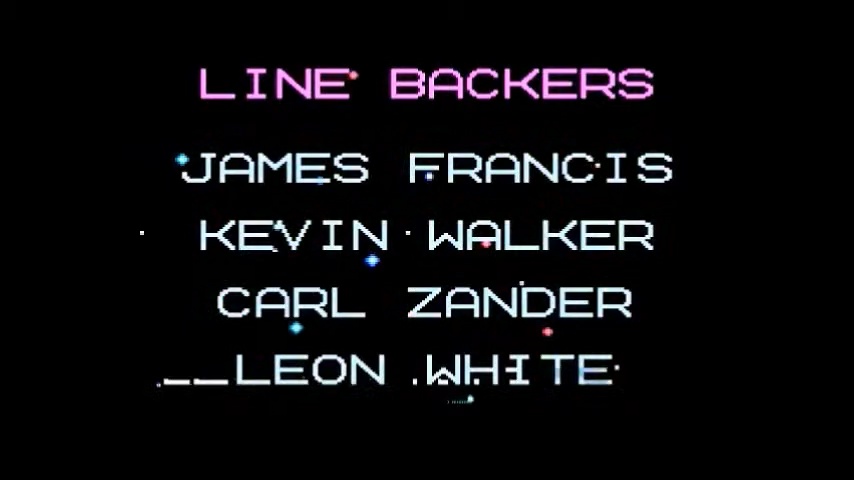 LINE BACKERS
JAMES FRANCIS
KEVIN WALKER
CARL ZANDER
LEON WHITE